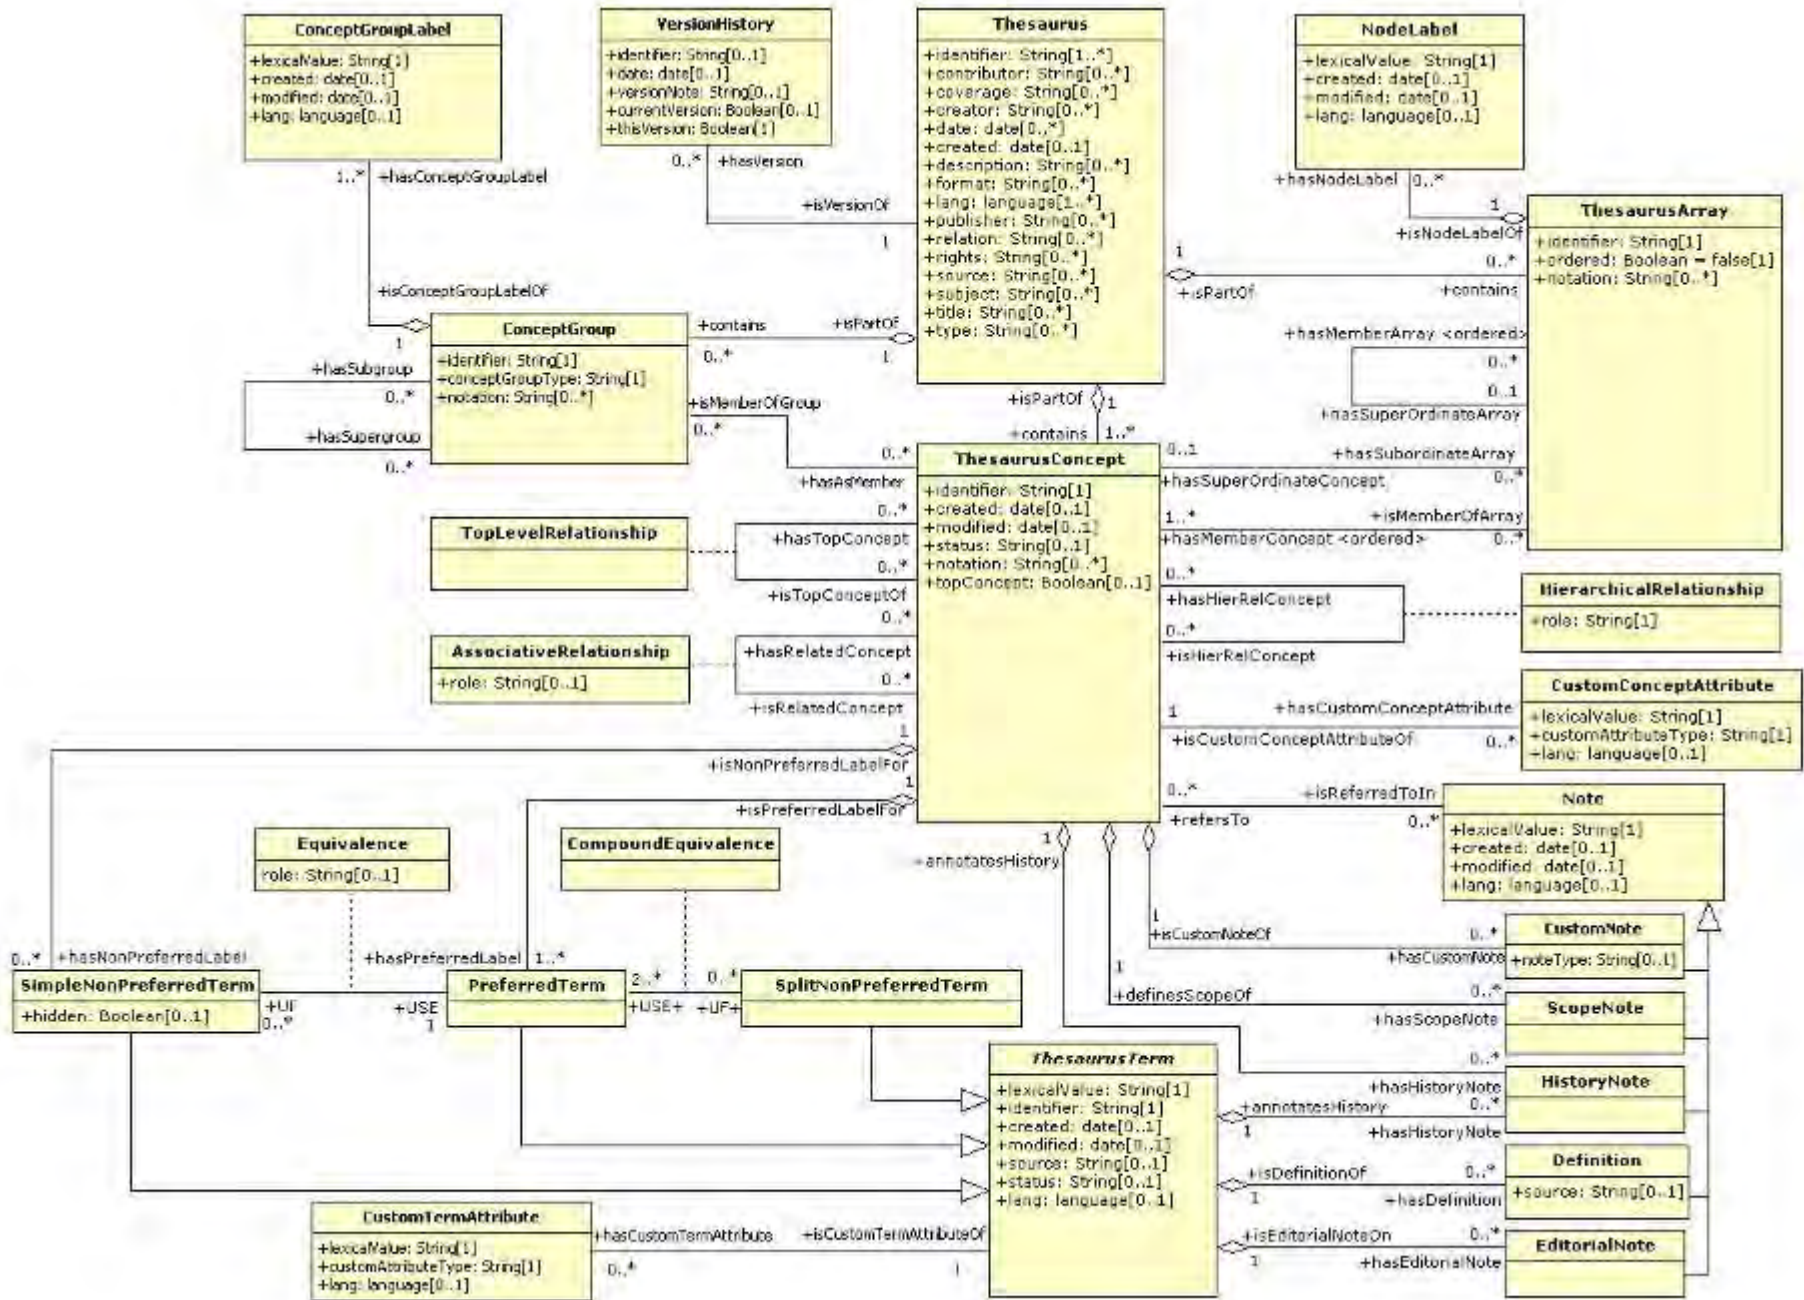 ConceptGroupLabel
+lexicalValue: String[1]
+created: date[0..1]
+modified: date[0..1]
+lang: language[0..1]
VersionHistory
+identifier: String[0..1]
+date: date[0..1]
+versionNote: String[0..1]
+currentVersion: Boolean[0..1]
+thisVersion: Boolean[1]
Thesaurus
+identifier: String[1..*]
+contributor: String[0..*]
+coverage: String[0..*]
+creator: String[0..*]
+date: date[0..*]
+created: date[0..1]
+description: String[0..*]
+format: String[0..*]
+lang: language[1..*]
+publisher: String[0..*]
+relation: String[0..*]
+rights: String[0..*]
+source: String[0..*]
+subject: String[0..*]
+title: String[0..*]
+type: String[0..*]
NodeLabel
+lexicalValue: String[1]
+created: date[0..1]
+modified: date[0..1]
+lang: language[0..1]
1..* +hasConceptGroupLabel
0..* +hasVersion
+isVersionOf
1
+hasNodeLabel 0..*
1
+isNodeLabelOf
ThesaurusArray
+identifier: String[1]
+ordered: Boolean = false[1]
+notation: String[0..*]
1
0..*
+isPartOf
+contains
+isConceptGroupLabelOf
1
ConceptGroup
+identifier: String[1]
+conceptGroupType: String[1]
+notation: String[0..*]
+contains
+isPartOf
0..*
1
+hasSubgroup
0..*
+hasSupergroup
0..*
+hasMemberArray <ordered>
0..*
0..1
+hasSuperOrdinateArray
+isMemberOfGroup
0..*
0..*
+hasAsMember
+isPartOf 1
+contains 1..*
ThesaurusConcept
+identifier: String[1]
+created: date[0..1]
+modified: date[0..1]
+status: String[0..1]
+notation: String[0..*]
+topConcept: Boolean[0..1]
0..1
+hasSubordinateArray
+hasSuperOrdinateConcept
0..*
1..*
+isMemberOfArray
+hasMemberConcept <ordered>
0..*
TopLevelRelationship
0..*
+hasTopConcept
0..*
+isTopConceptOf
0..*
+hasHierRelConcept
0..*
+isHierRelConcept
HierarchicalRelationship
+role: String[1]
AssociativeRelationship
+role: String[0..1]
0..*
+hasRelatedConcept
0..*
+isRelatedConcept
1
+hasCustomConceptAttribute
+isCustomConceptAttributeOf
0..*
CustomConceptAttribute
+lexicalValue: String[1]
+customAttributeType: String[1]
+lang: language[0..1]
1
+isNonPreferredLabelFor
1
+isPreferredLabelFor
0..*
+isReferredToIn
+refersTo
0..*
Note
+lexicalValue: String[1]
+created: date[0..1]
+modified: date[0..1]
+lang: language[0..1]
Equivalence
role: String[0..1]
CompoundEquivalence
1
+annotatesHistory
1
+isCustomNoteOf
0..*
+hasCustomNote
CustomNote
+noteType: String[0..1]
0..* +hasNonPreferredLabel
+hasPreferredLabel 1..*
SimpleNonPreferredTerm
+hidden: Boolean[0..1]
+UF
0..*
+USE
1
PreferredTerm
2..*
+USE+
0..*
+UF+
SplitNonPreferredTerm
1
+definesScopeOf
0..*
+hasScopeNote
ScopeNote
0..*
+hasHistoryNote
HistoryNote
ThesaurusTerm
+lexicalValue: String[1]
+identifier: String[1]
+created: date[0..1]
+modified: date[0..1]
+source: String[0..1]
+status: String[0..1]
+lang: language[0..1]
+annotatesHistory
0..*
1
+hasHistoryNote
+isDefinitionOf
0..*
1
+hasDefinition
Definition
+source: String[0..1]
+isEditorialNoteOn
0..*
1
+hasEditorialNote
EditorialNote
CustomTermAttribute
+lexicalValue: String[1]
+customAttributeType: String[1]
+lang: language[0..1]
+hasCustomTermAttribute
+isCustomTermAttributeOf
0..*
1